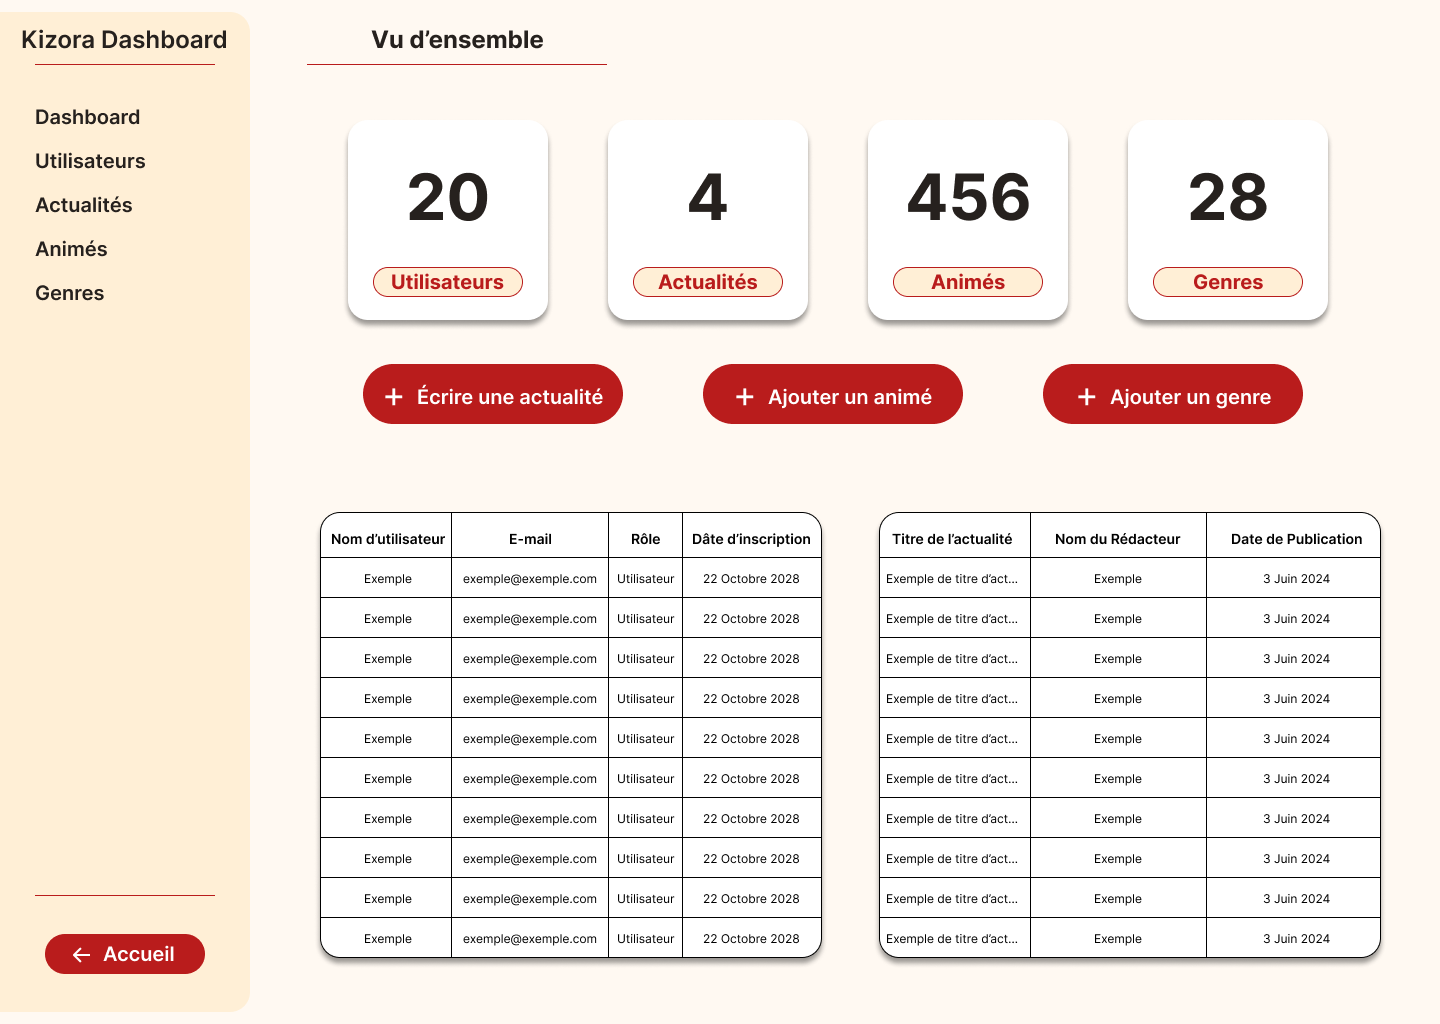 Kizora Dashboard
Dashboard
Utilisateurs
Actualités
Animés
Genres
Accueil
Vu d’ensemble
20
Utilisateurs
4
Actualités
456
Animés
28
Genres
+ Écrire une actualité
+ Ajouter un animé
+ Ajouter un genre
Nom d’utilisateur E-mail Rôle Dâte d’inscription
Exemple exemple@exemple.com Utilisateur 22 Octobre 2028
Exemple exemple@exemple.com Utilisateur 22 Octobre 2028
Exemple exemple@exemple.com Utilisateur 22 Octobre 2028
Exemple exemple@exemple.com Utilisateur 22 Octobre 2028
Exemple exemple@exemple.com Utilisateur 22 Octobre 2028
Exemple exemple@exemple.com Utilisateur 22 Octobre 2028
Exemple exemple@exemple.com Utilisateur 22 Octobre 2028
Exemple exemple@exemple.com Utilisateur 22 Octobre 2028
Exemple exemple@exemple.com Utilisateur 22 Octobre 2028
Exemple exemple@exemple.com Utilisateur 22 Octobre 2028
Titre de l’actualité Nom du Rédacteur Date de Publication
Exemple de titre d’act... Exemple 3 Juin 2024
Exemple de titre d’act... Exemple 3 Juin 2024
Exemple de titre d’act... Exemple 3 Juin 2024
Exemple de titre d’act... Exemple 3 Juin 2024
Exemple de titre d’act... Exemple 3 Juin 2024
Exemple de titre d’act... Exemple 3 Juin 2024
Exemple de titre d’act... Exemple 3 Juin 2024
Exemple de titre d’act... Exemple 3 Juin 2024
Exemple de titre d’act... Exemple 3 Juin 2024
Exemple de titre d’act... Exemple 3 Juin 2024